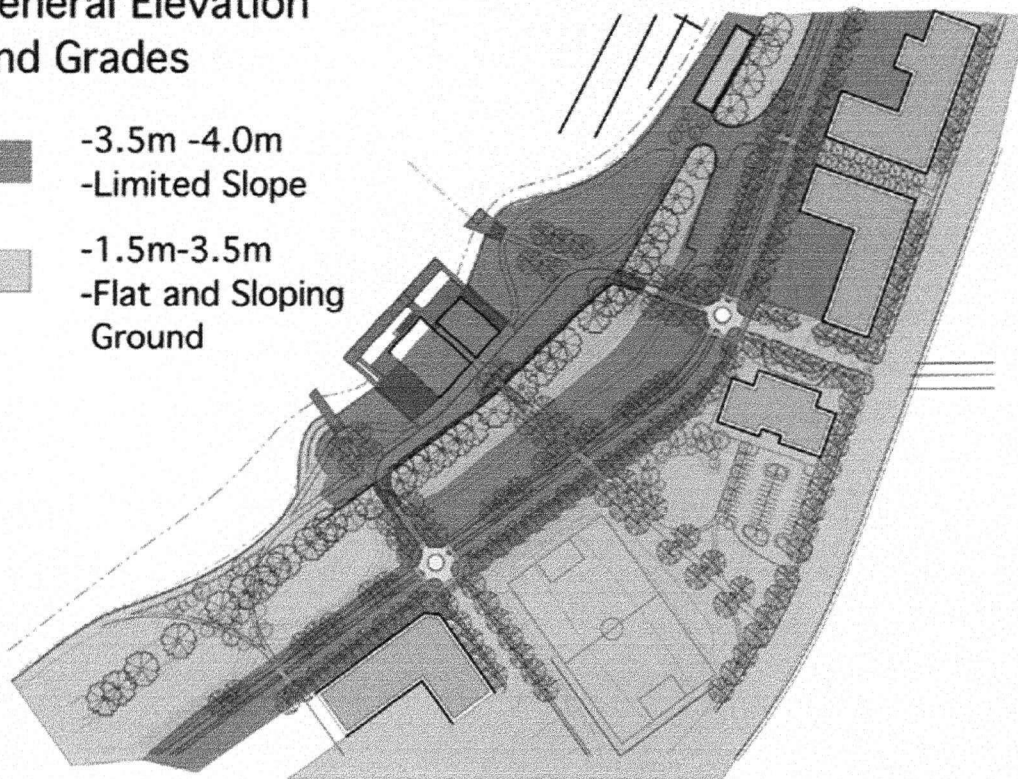 eneral Elevation
nd Grades
-3.5m -4.0m
-Limited Slope
-1.5m-3.5m
-Flat and Sloping
Ground